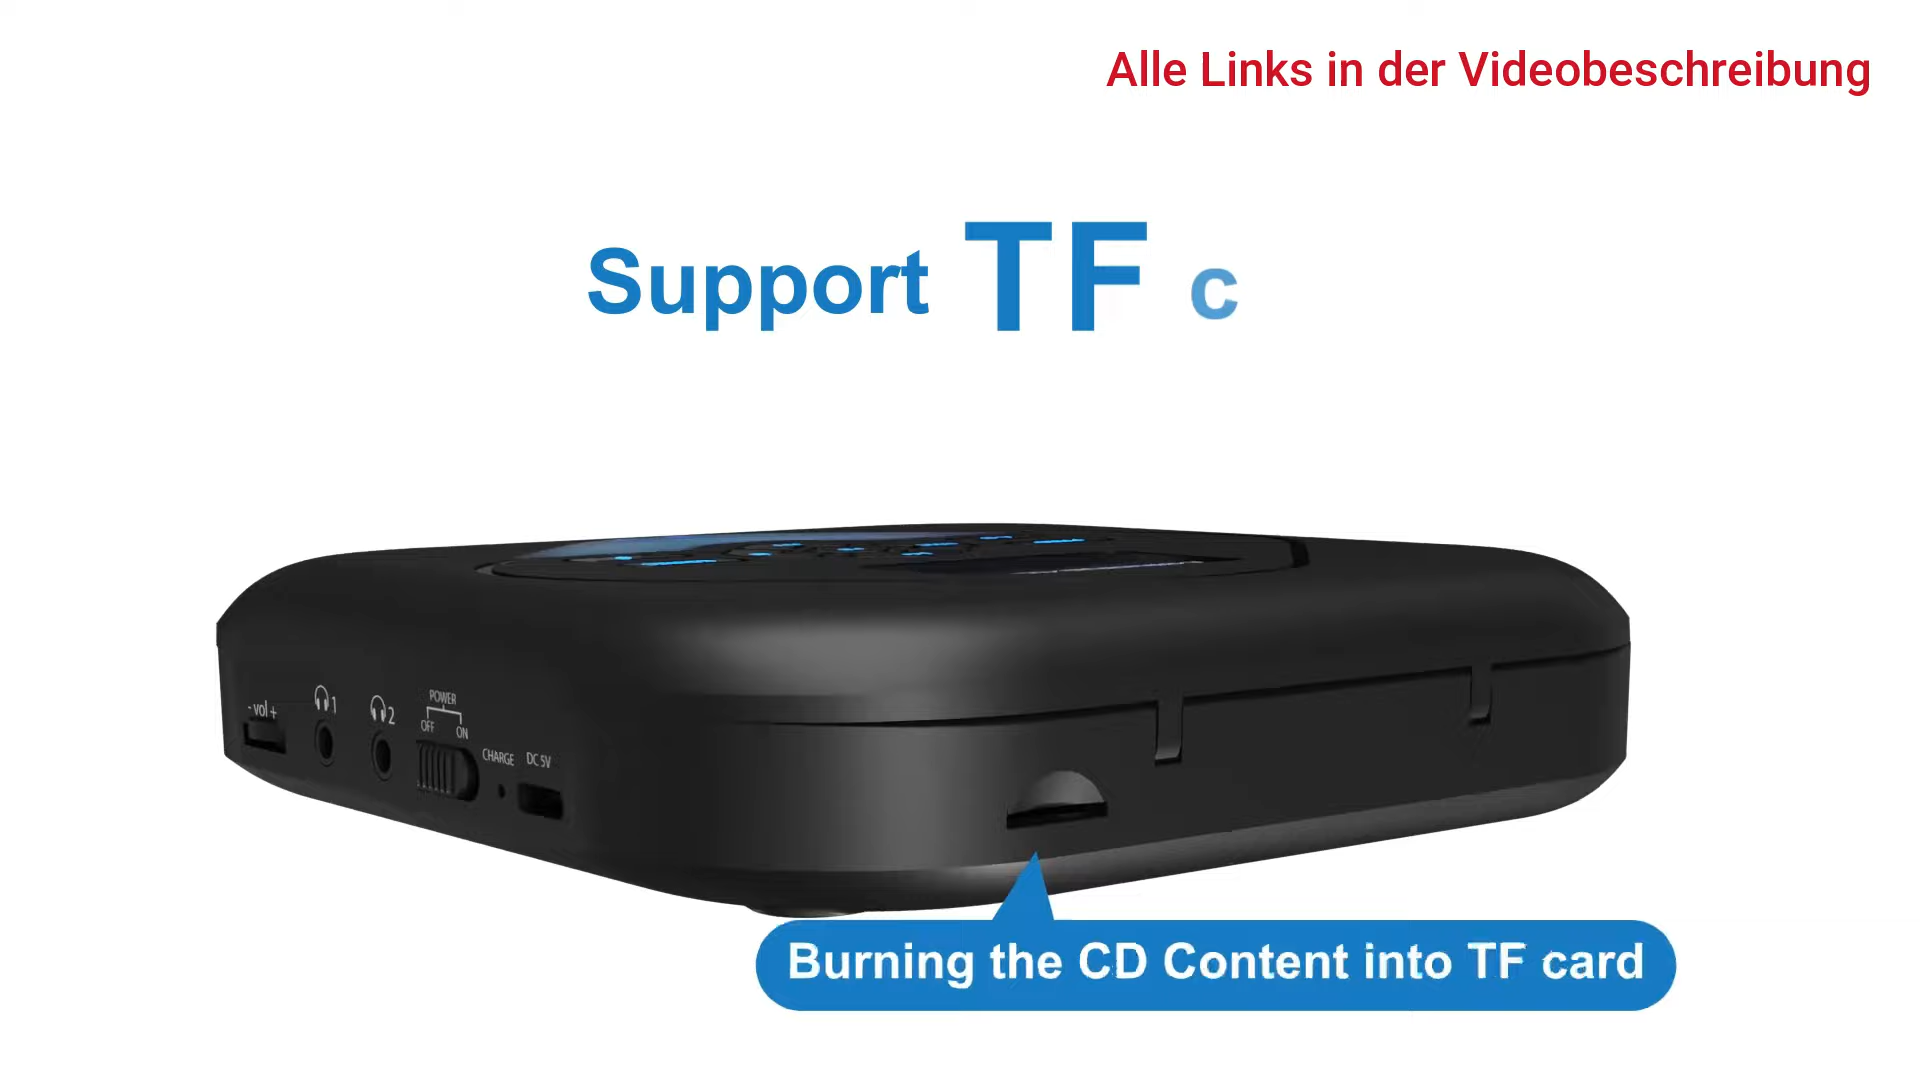 Alle Links in der Videobeschreibung
Support TF c
- vol +
1
2
POWER
OFF ON
CHARGE
DC 5V
Burning the CD Content into TF card